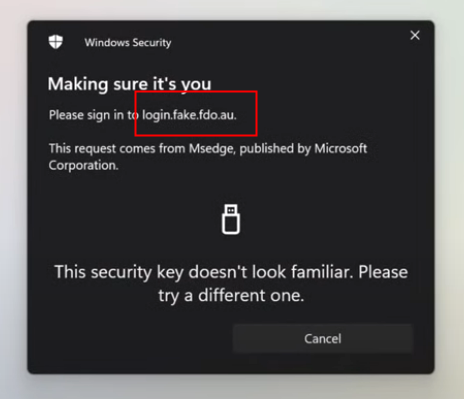 Windows Security
Making sure it's you
Please sign in to login.fake.fdo.au.
This request comes from Msedge, published by Microsoft
Corporation.
This security key doesn't look familiar. Please
try a different one.
Cancel